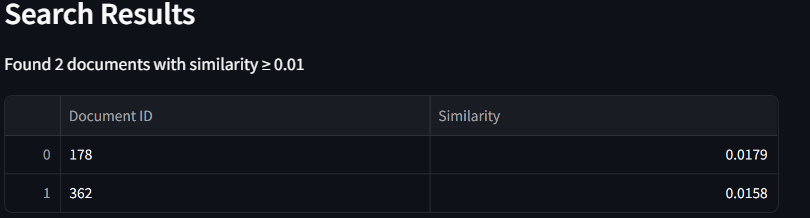 Search Results
Found 2 documents with similarity ≥ 0.01
Document ID Similarity
0 178 0.0179
1 362 0.0158